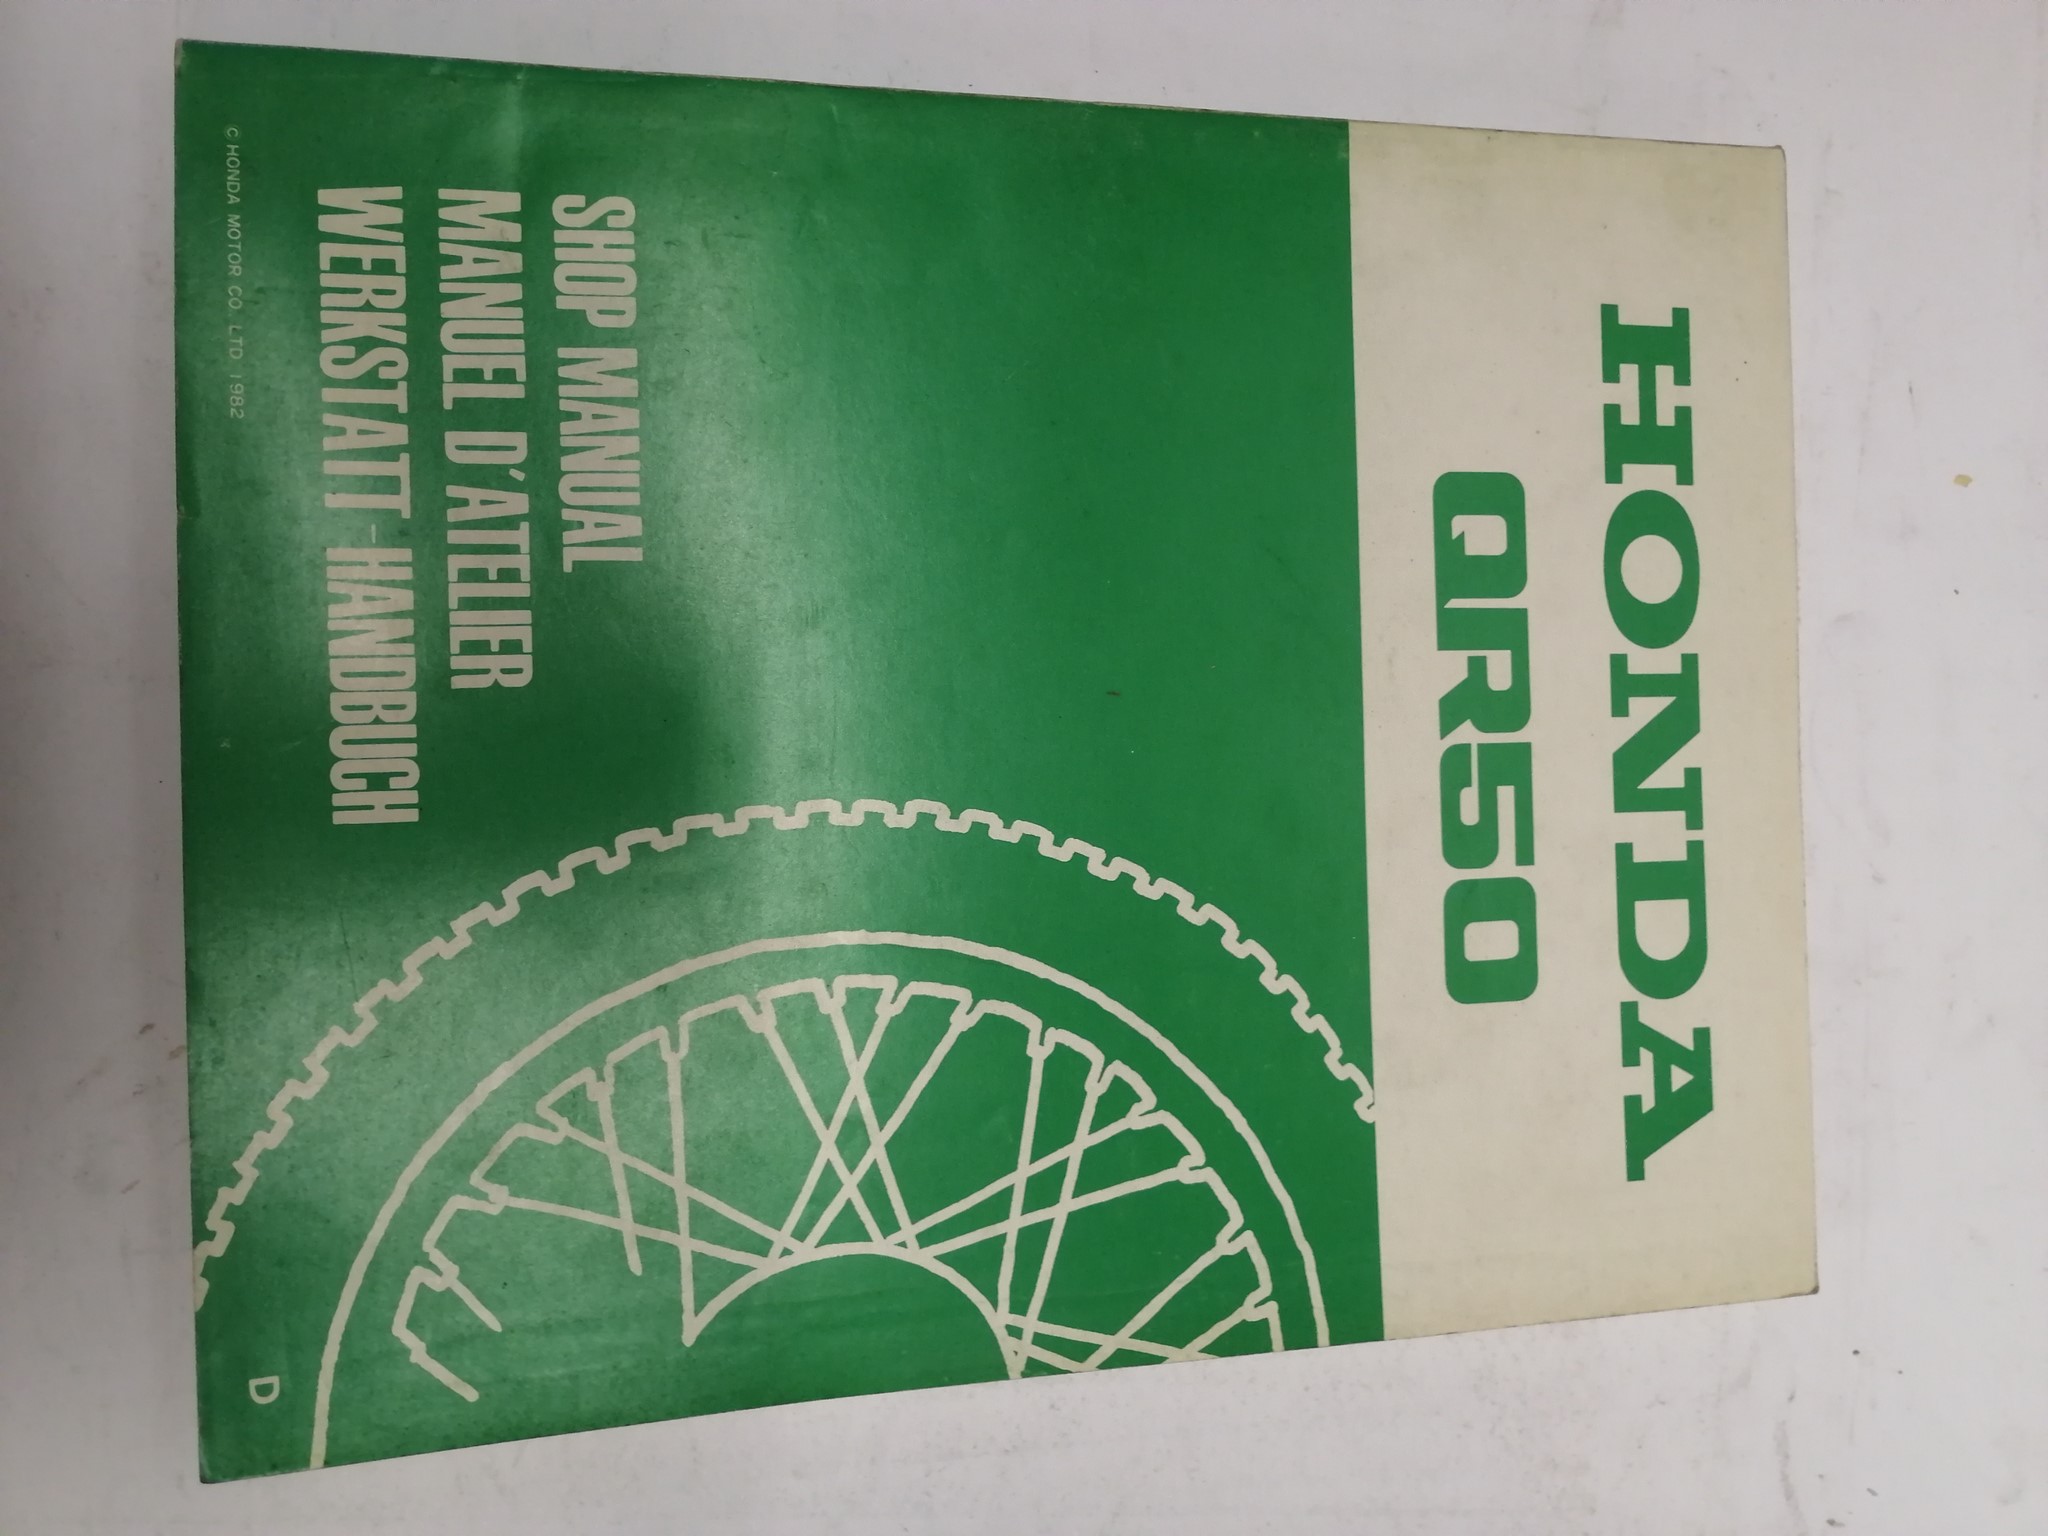 HONDA
QR50
SHOP MANUAL
MANUEL D'ATELIER
WERKSTATT-HANDBUCH
© HONDA MOTOR CO. LTD. 1982
D